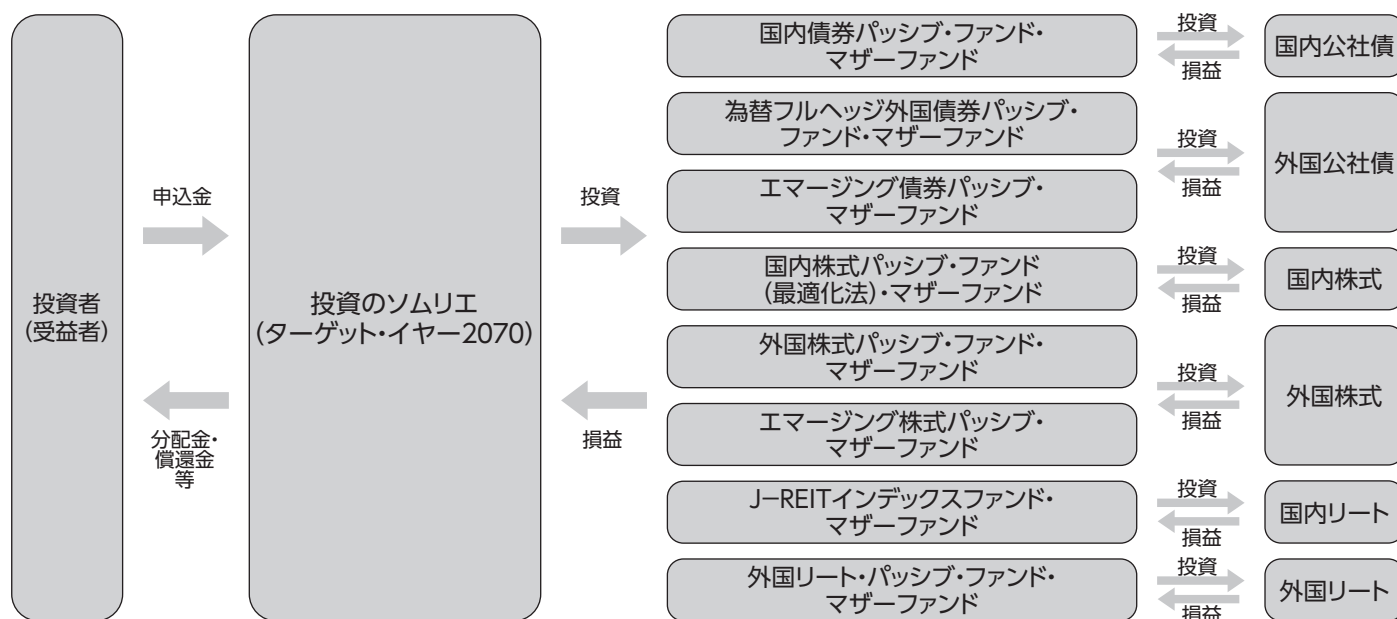 投資者
(受益者)
申込金
分配金・
償還金
等
投資のソムリエ
(ターゲット・イヤー2070)
投資
損益
国内債券パッシブ・ファンド・
マザーファンド
投資
損益
国内公社債
為替フルヘッジ外国債券パッシブ・
ファンド・マザーファンド
エマージング債券パッシブ・
マザーファンド
投資
損益
外国公社債
国内株式パッシブ・ファンド
(最適化法)・マザーファンド
投資
損益
国内株式
外国株式パッシブ・ファンド・
マザーファンド
エマージング株式パッシブ・
マザーファンド
投資
損益
外国株式
J-REITインデックスファンド・
マザーファンド
投資
損益
国内リート
外国リート・パッシブ・ファンド・
マザーファンド
投資
損益
外国リート